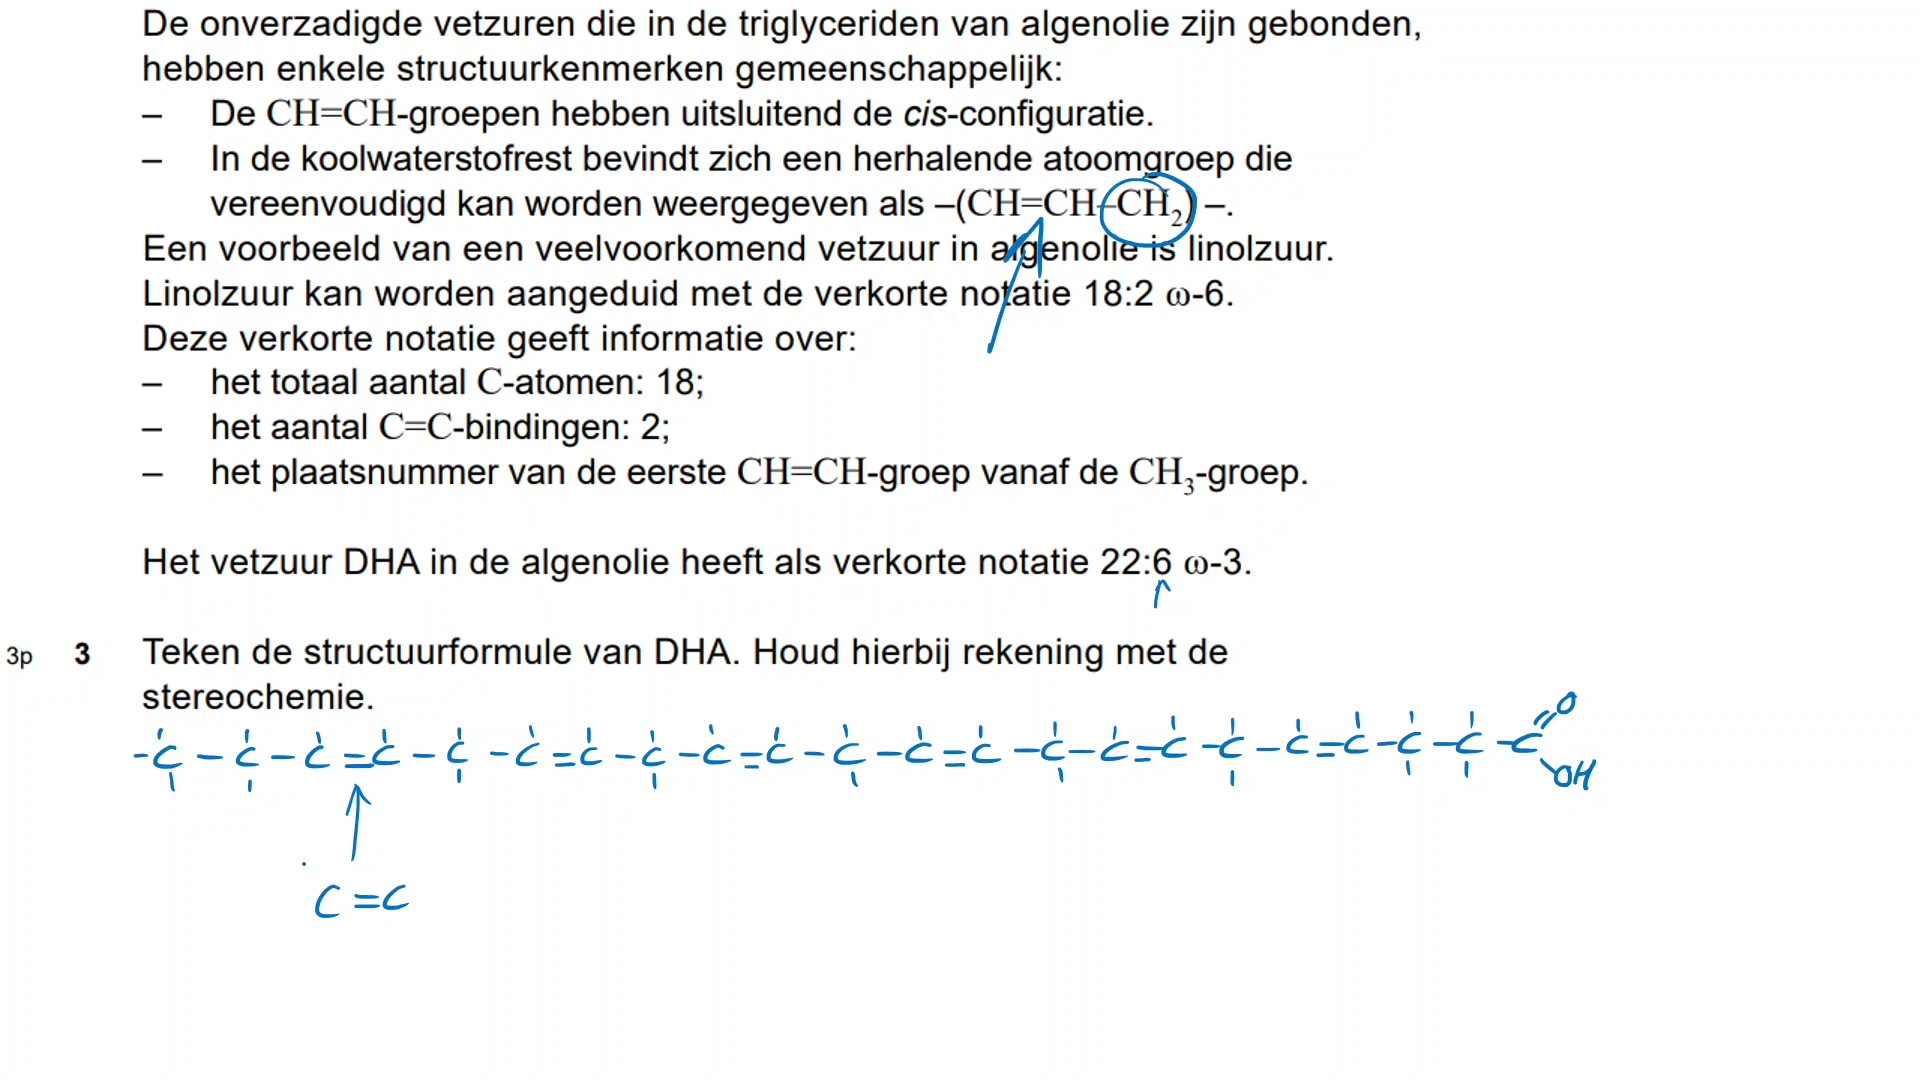 De onverzadigde vetzuren die in de triglyceriden van algenolie zijn gebonden,
hebben enkele structuurkenmerken gemeenschappelijk:
– De CH=CH-groepen hebben uitsluitend de cis-configuratie.
– In de koolwaterstofrest bevindt zich een herhalende atoomgroep die
vereenvoudigd kan worden weergegeven als –(CH=CH–CH₂) –.
Een voorbeeld van een veelvoorkomend vetzuur in algenolie is linolzuur.
Linolzuur kan worden aangeduid met de verkorte notatie 18:2 ω-6.
Deze verkorte notatie geeft informatie over:
– het totaal aantal C-atomen: 18;
– het aantal C=C-bindingen: 2;
– het plaatsnummer van de eerste CH=CH-groep vanaf de CH₃-groep.
Het vetzuur DHA in de algenolie heeft als verkorte notatie 22:6 ω-3.
3p 3 Teken de structuurformule van DHA. Houd hierbij rekening met de
stereochemie.
-C-C-C=C-C-C=C-C-C=C-C-C=C-C-C=C-C-C=C-C-C-C=O
OH
C=C